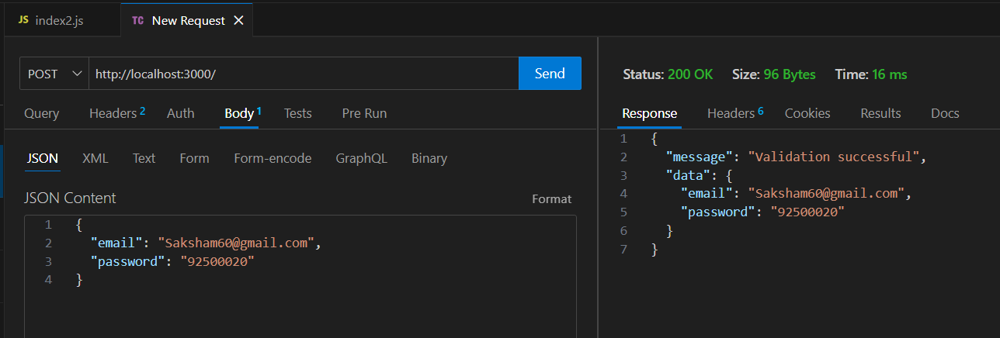 JS index2.js TC New Request
POST http://localhost:3000/ Send
Query Headers 2 Auth Body 1 Tests Pre Run
JSON XML Text Form Form-encode GraphQL Binary
JSON Content Format
1 {
2 "email": "Saksham60@gmail.com",
3 "password": "92500020"
4 }
Status: 200 OK Size: 96 Bytes Time: 16 ms
Response Headers 6 Cookies Results Docs
1 {
2 "message": "Validation successful",
3 "data": {
4 "email": "Saksham60@gmail.com",
5 "password": "92500020"
6 }
7 }